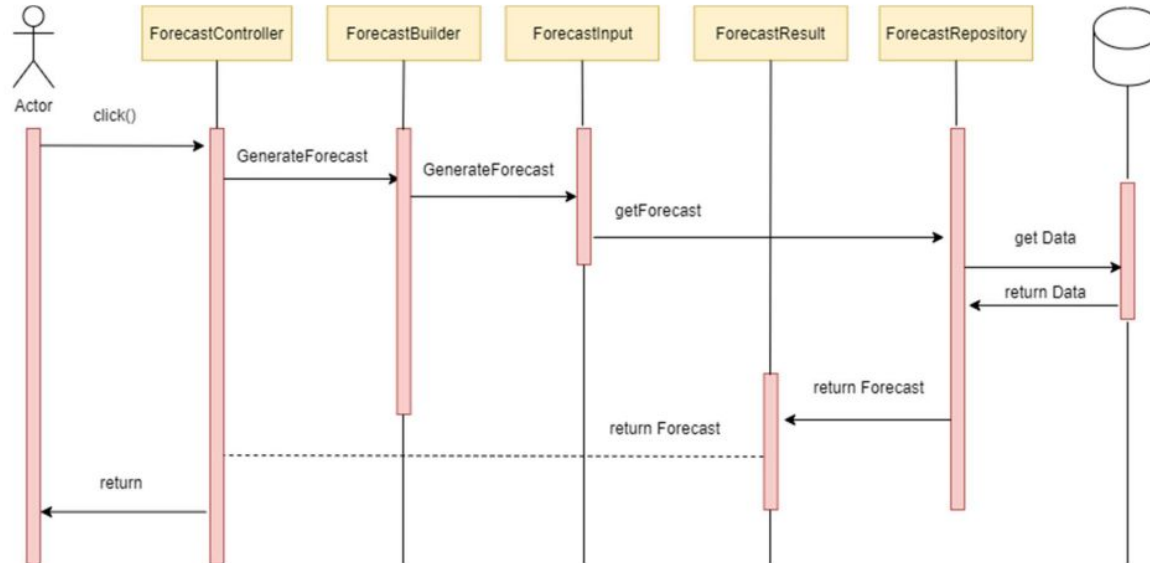 ForecastController
ForecastBuilder
ForecastInput
ForecastResult
ForecastRepository
Actor
click()
GenerateForecast
GenerateForecast
getForecast
get Data
return Data
return Forecast
return Forecast
return